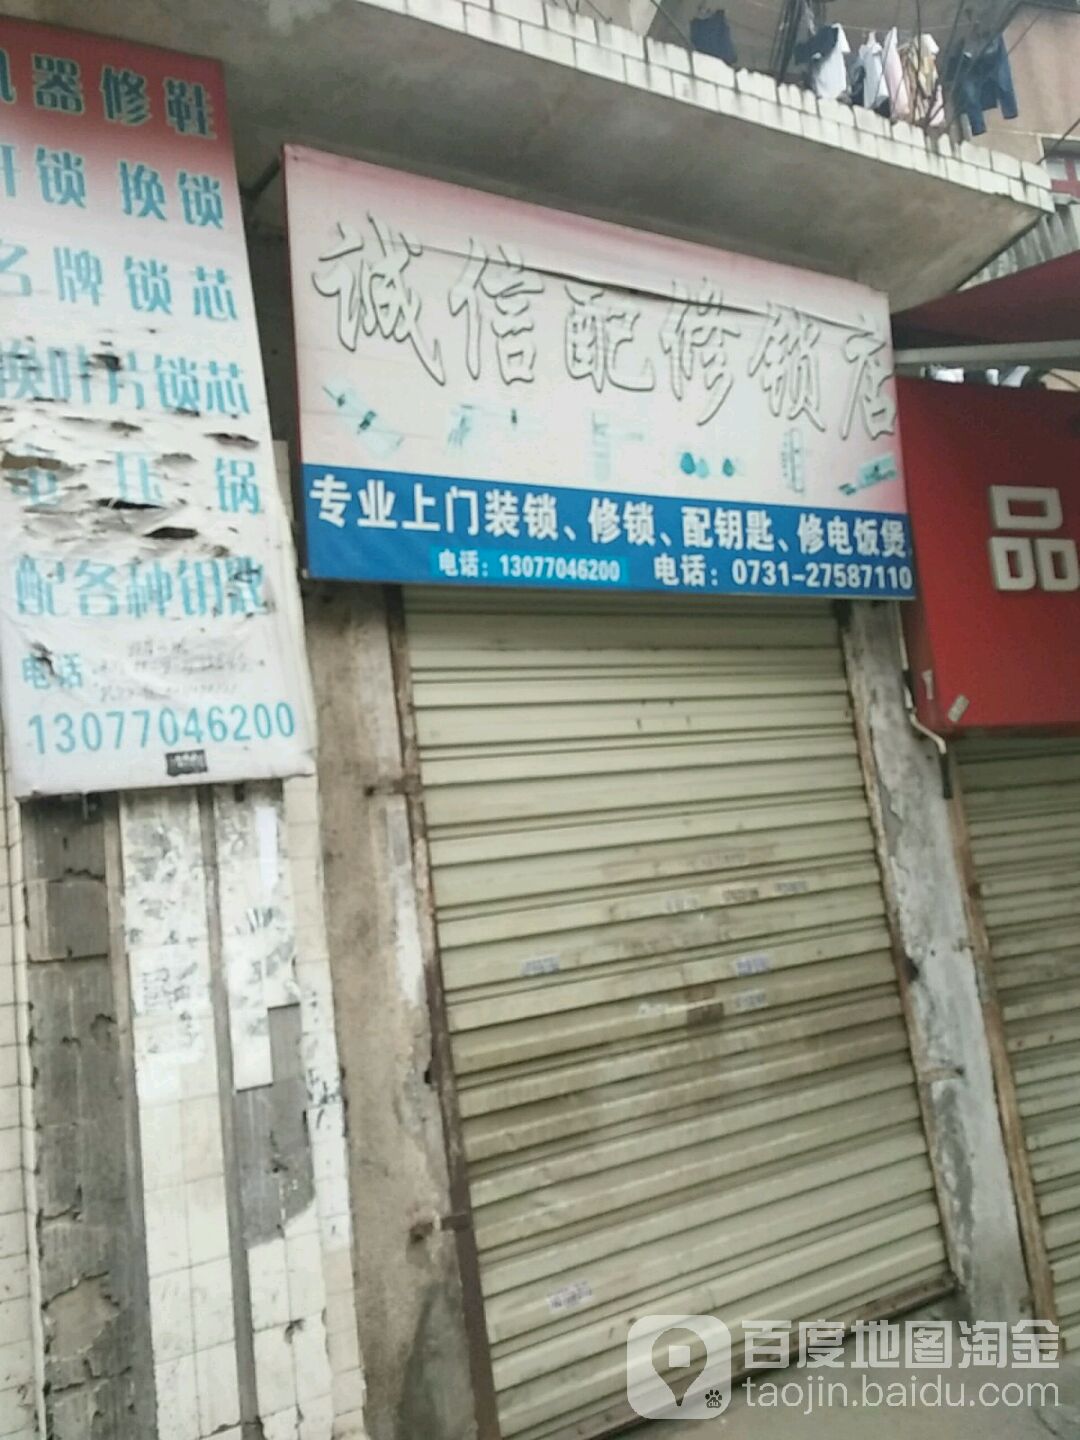 机器修鞋
开锁 换锁
名牌锁芯
换叶片锁芯
电压锅
配各种钥匙
电话
13077046200
诚信配修锁店
专业上门装锁、修锁、配钥匙、修电饭煲
电话：13077046200 电话：0731-27587110
品
百度地图淘金
taojin.baidu.com